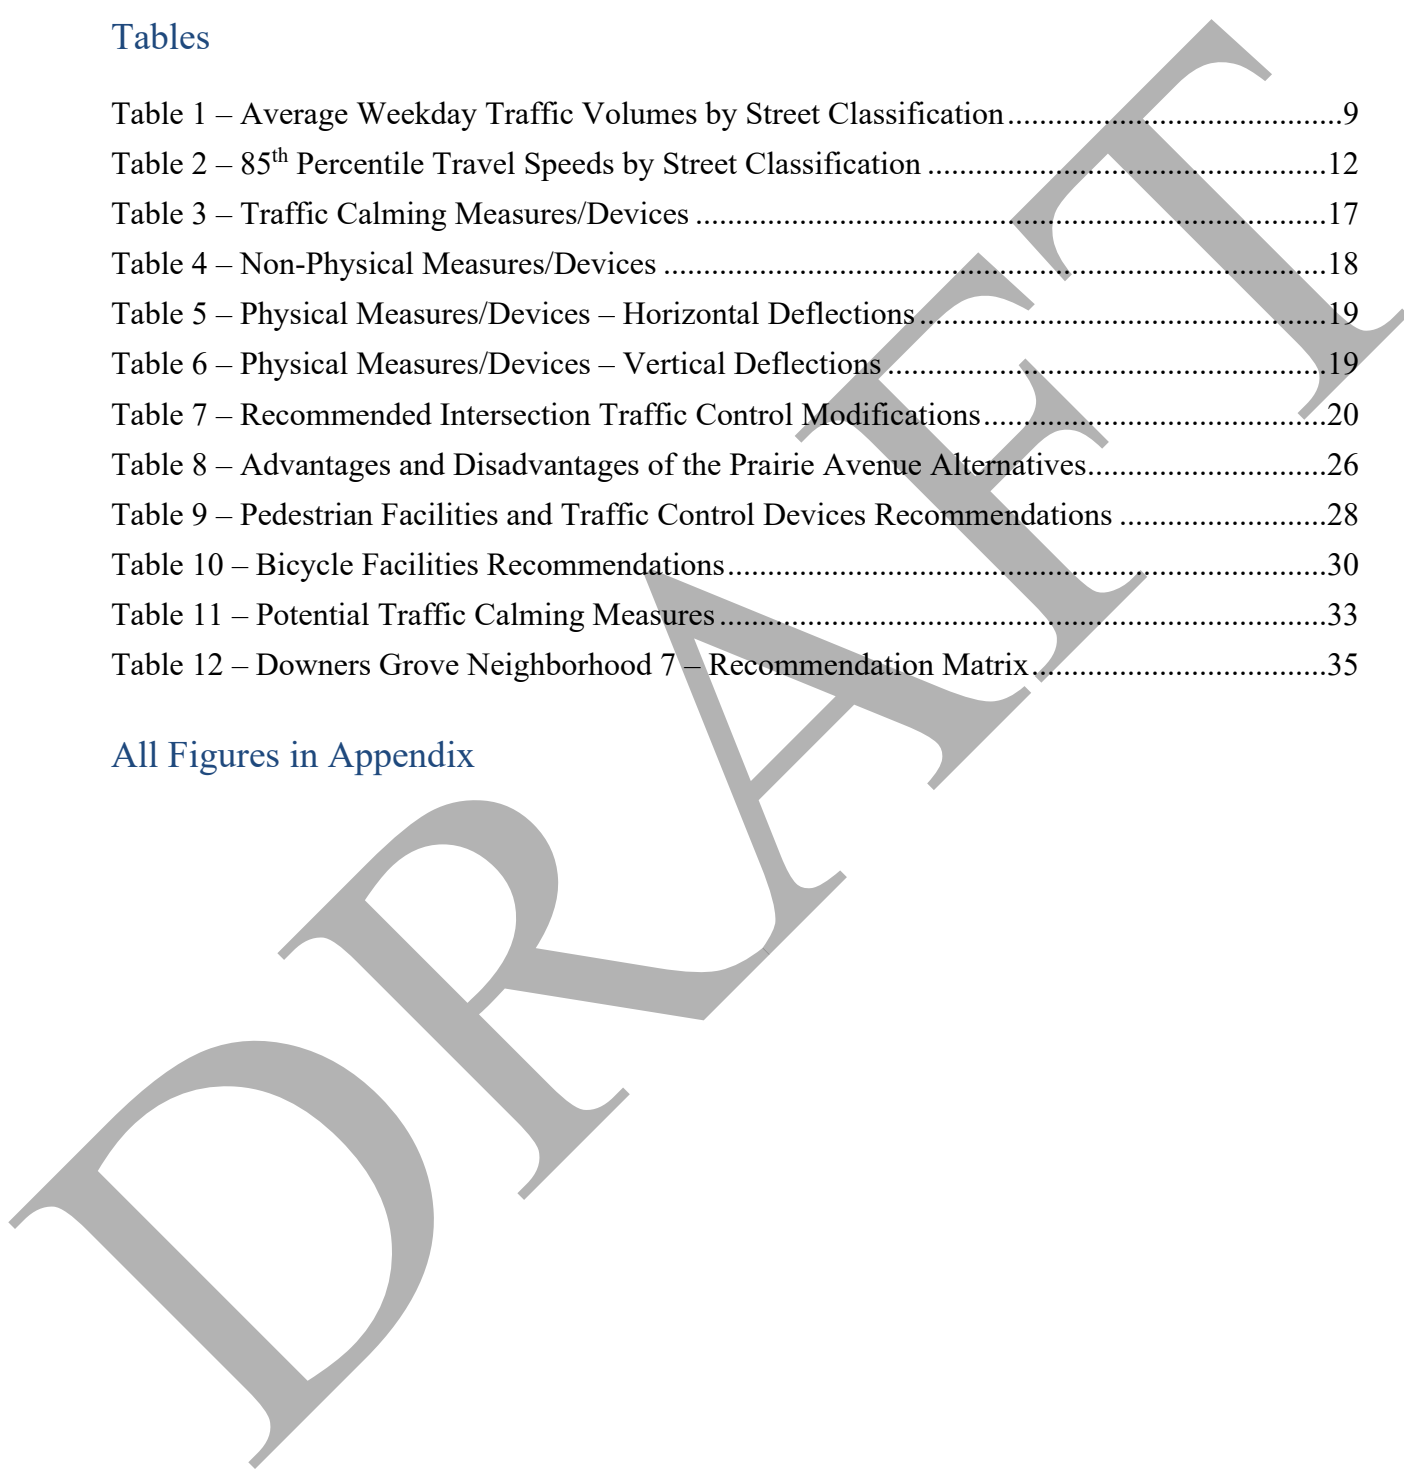 Tables
Table 1 – Average Weekday Traffic Volumes by Street Classification..........................................9
Table 2 – 85th Percentile Travel Speeds by Street Classification ..................................................12
Table 3 – Traffic Calming Measures/Devices ...............................................................................17
Table 4 – Non-Physical Measures/Devices ...................................................................................18
Table 5 – Physical Measures/Devices – Horizontal Deflections...................................................19
Table 6 – Physical Measures/Devices – Vertical Deflections.......................................................19
Table 7 – Recommended Intersection Traffic Control Modifications...........................................20
Table 8 – Advantages and Disadvantages of the Prairie Avenue Alternatives..............................26
Table 9 – Pedestrian Facilities and Traffic Control Devices Recommendations ..........................28
Table 10 – Bicycle Facilities Recommendations...........................................................................30
Table 11 – Potential Traffic Calming Measures............................................................................33
Table 12 – Downers Grove Neighborhood 7 – Recommendation Matrix.....................................35
All Figures in Appendix
DRAFT